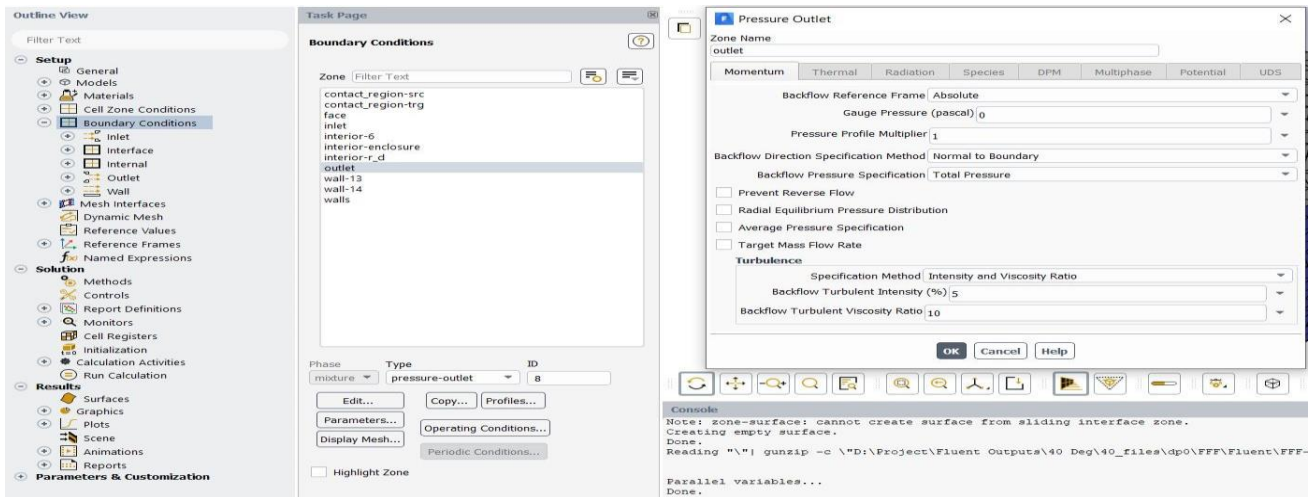 Outline View
Filter Text
Setup
General
Models
Materials
Cell Zone Conditions
Boundary Conditions
Inlet
Interface
Internal
Outlet
Wall
Mesh Interfaces
Dynamic Mesh
Reference Values
Reference Frames
Named Expressions
Solution
Methods
Controls
Report Definitions
Monitors
Cell Registers
Initialization
Calculation Activities
Run Calculation
Results
Surfaces
Graphics
Plots
Scene
Animations
Reports
Parameters & Customization
Task Page
Boundary Conditions
Zone Filter Text
contact_region-src
contact_region-trg
face
inlet
interior-6
interior-enclosure
interior-r_d
outlet
wall-13
wall-14
walls
Phase Type ID
mixture pressure-outlet 8
Edit... Copy... Profiles...
Parameters... Operating Conditions...
Display Mesh... Periodic Conditions...
Highlight Zone
Pressure Outlet
Zone Name
outlet
Momentum Thermal Radiation Species DPM Multiphase Potential UDS
Backflow Reference Frame Absolute
Gauge Pressure (pascal) 0
Pressure Profile Multiplier 1
Backflow Direction Specification Method Normal to Boundary
Backflow Pressure Specification Total Pressure
Prevent Reverse Flow
Radial Equilibrium Pressure Distribution
Average Pressure Specification
Target Mass Flow Rate
Turbulence
Specification Method Intensity and Viscosity Ratio
Backflow Turbulent Intensity (%) 5
Backflow Turbulent Viscosity Ratio 10
OK Cancel Help
Console
Note: zone-surface: cannot create surface from sliding interface zone.
Creating empty surface.
Done.
Reading "\"| gunzip -c \"D:\Project\Fluent Outputs\40 Deg\40_files\dp0\FFF\Fluent\FFF-
Parallel variables...
Done.